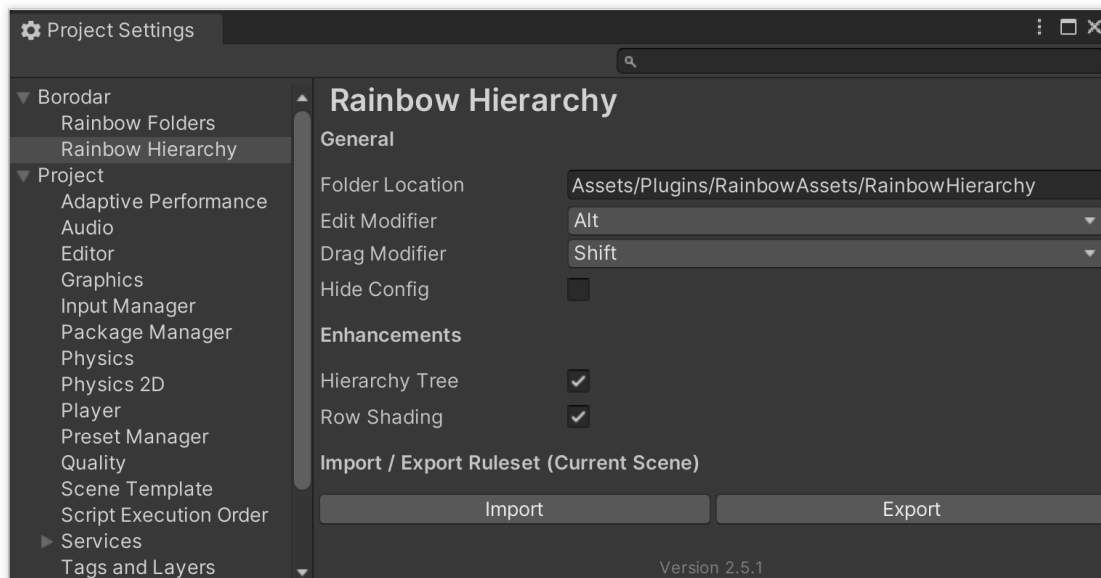 Project Settings
Borodar
Rainbow Folders
Rainbow Hierarchy
Project
Adaptive Performance
Audio
Editor
Graphics
Input Manager
Package Manager
Physics
Physics 2D
Player
Preset Manager
Quality
Scene Template
Script Execution Order
Services
Tags and Layers
Rainbow Hierarchy
General
Folder Location Assets/Plugins/RainbowAssets/RainbowHierarchy
Edit Modifier Alt
Drag Modifier Shift
Hide Config
Enhancements
Hierarchy Tree
Row Shading
Import / Export Ruleset (Current Scene)
Import Export
Version 2.5.1